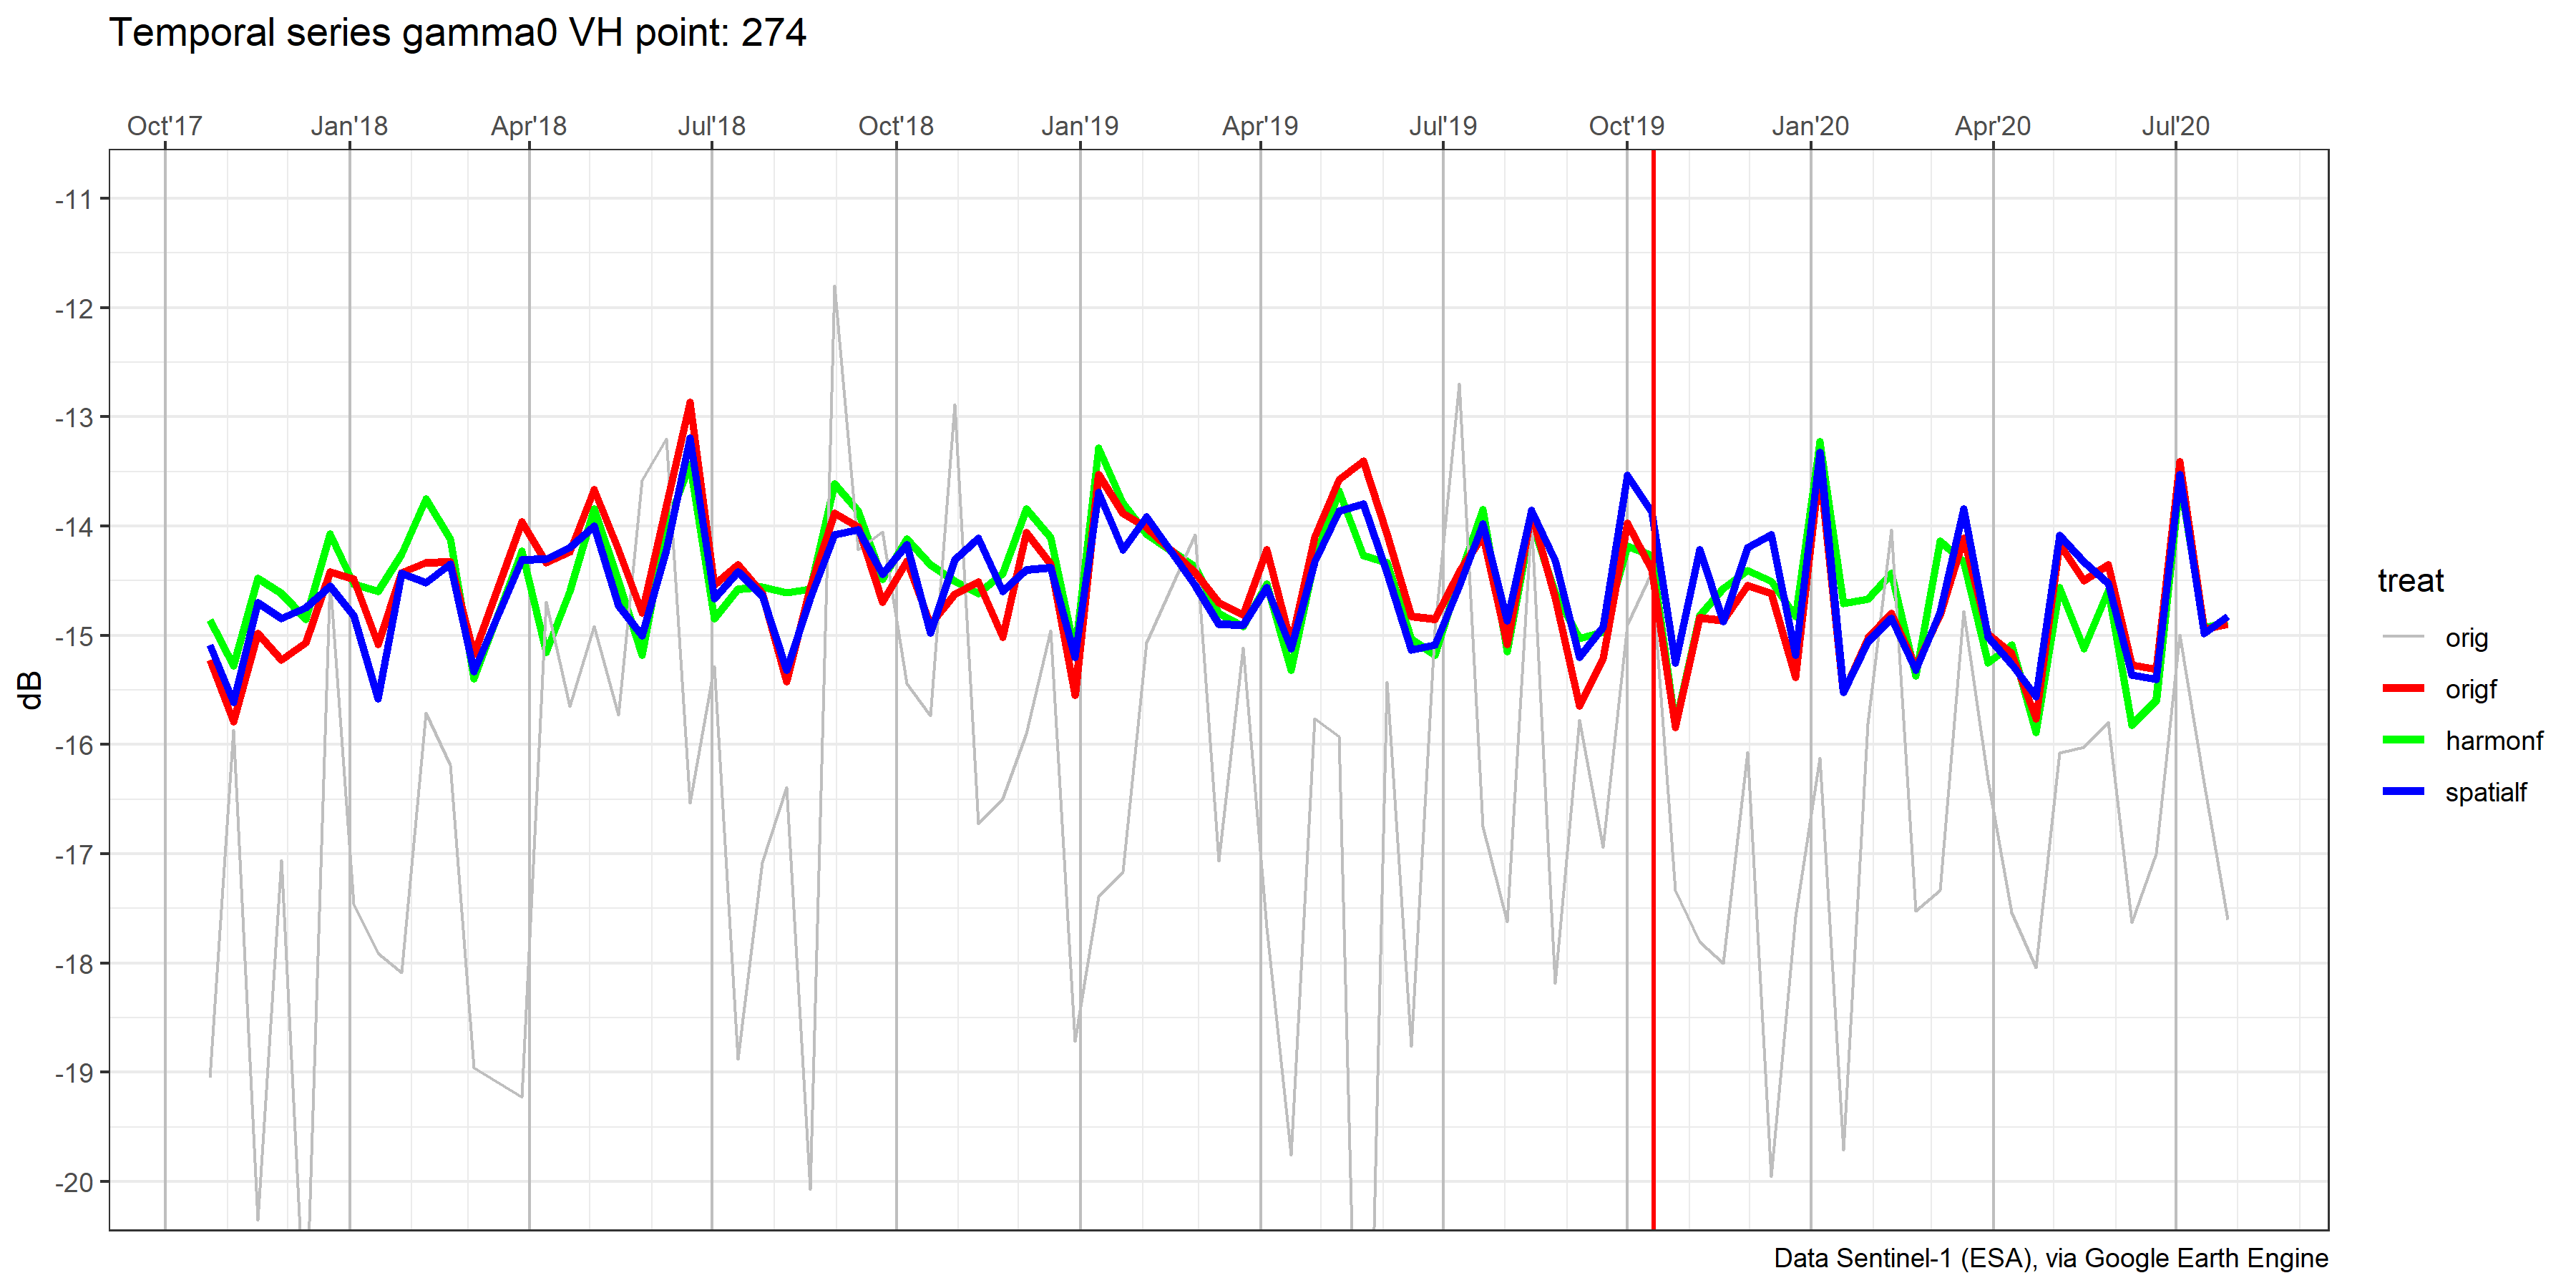 Temporal series gamma0 VH point: 274
Oct'17 Jan'18 Apr'18 Jul'18 Oct'18 Jan'19 Apr'19 Jul'19 Oct'19 Jan'20 Apr'20 Jul'20
-11
-12
-13
-14
-15
-16
-17
-18
-19
-20
dB
treat
orig
origf
harmonf
spatialf
Data Sentinel-1 (ESA), via Google Earth Engine